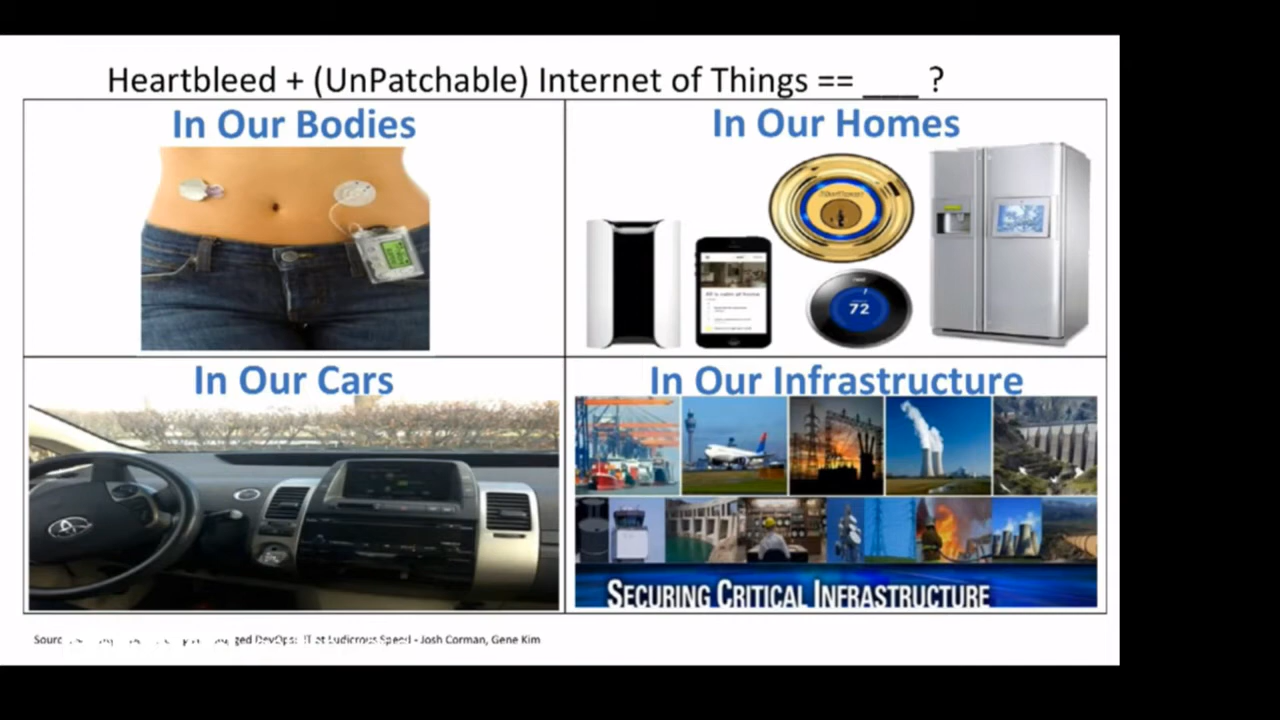 Heartbleed + (UnPatchable) Internet of Things == ___ ?
In Our Bodies
In Our Homes
72
In Our Cars
In Our Infrastructure
SECURING CRITICAL INFRASTRUCTURE
DevOps: IT at Ludicrous Speed - Josh Corman, Gene Kim